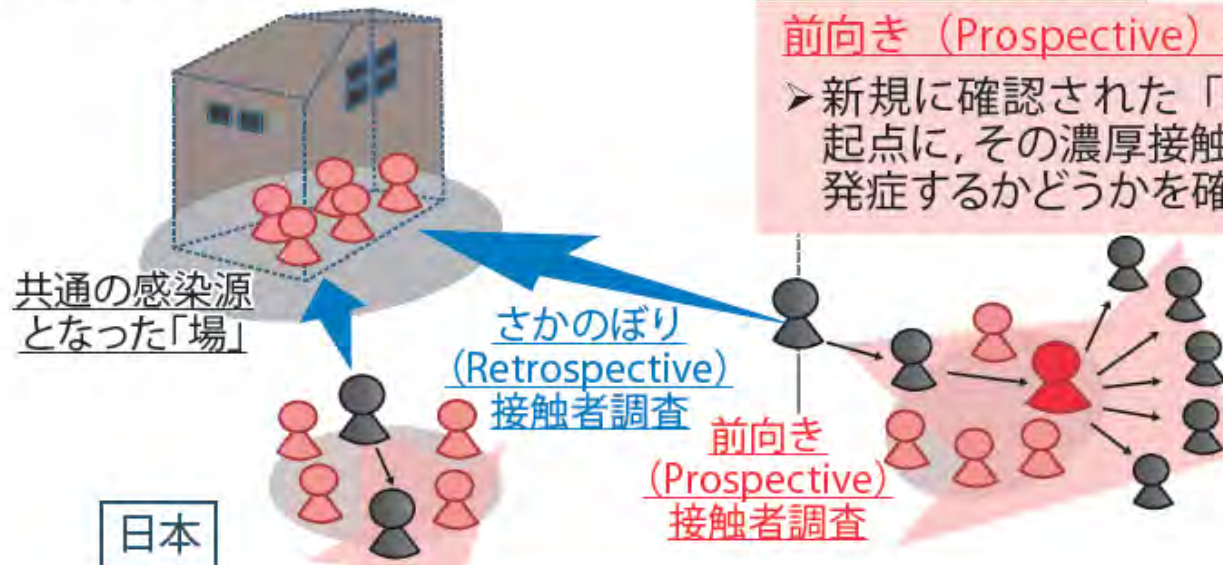 前向き（Prospective）
➢新規に確認された「
起点に，その濃厚接触
発症するかどうかを確
共通の感染源
となった「場」
さかのぼり
（Retrospective）
接触者調査
前向き
（Prospective）
接触者調査
日本